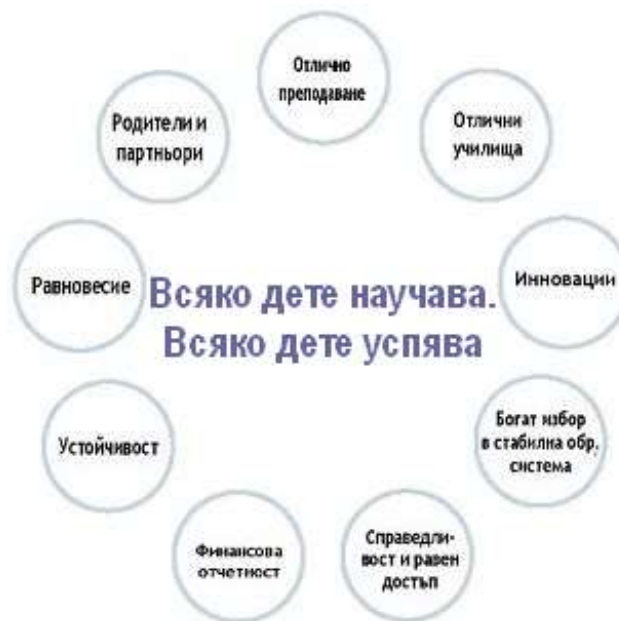 Отлично
преподаване
Отлични
училища
Инновации
Богат избор
в стабилна обр.
система
Справедли-
вост и равен
достъп
Финансова
отчетност
Устойчивост
Равновесие
Родители и
партньори
Всяко дете научава.
Всяко дете успява